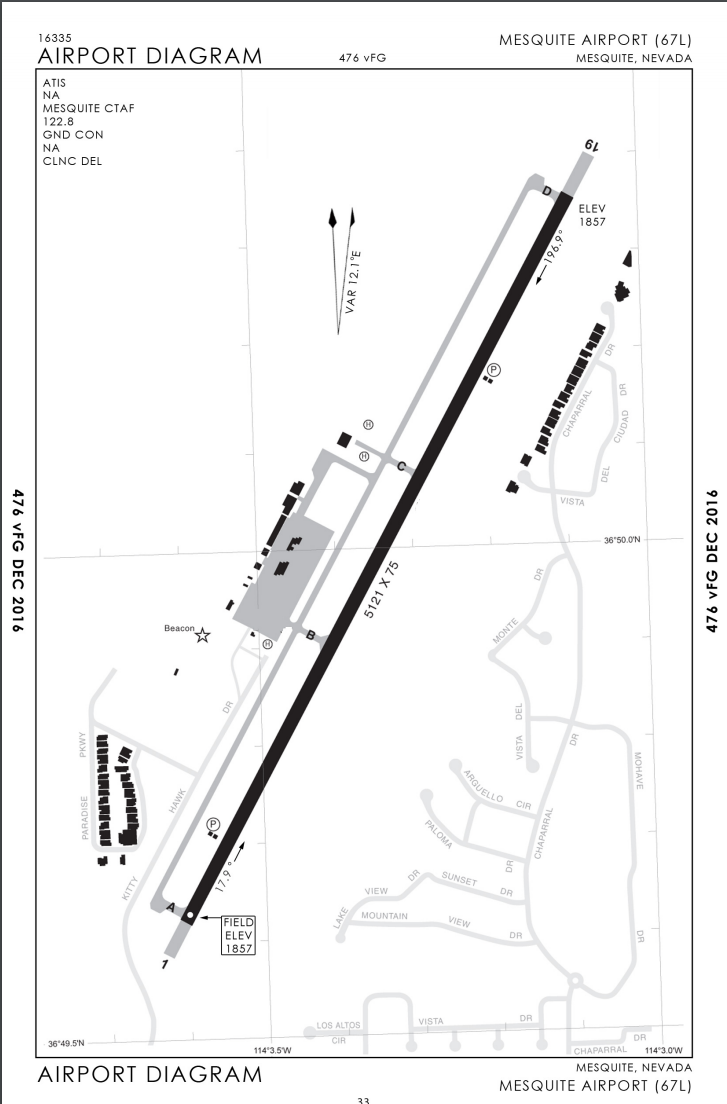 16335
AIRPORT DIAGRAM
476 vFG
MESQUITE AIRPORT (67L)
MESQUITE, NEVADA
ATIS
NA
MESQUITE CTAF
122.8
GND CON
NA
CLNC DEL
19
D
ELEV
1857
196.9°
VAR 12.1°E
P
H
H
C
CHAPARRAL
DR
CIUDAD
DR
DEL
VISTA
476 vFG DEC 2016
476 vFG DEC 2016
36°50.0'N
5121 X 75
DR
MONTE
DEL
VISTA
Beacon
B
H
DR
HAWK
KITTY
PKWY
PARADISE
P
17.9°
A
FIELD
ELEV
1857
1
DR
MOHAVE
DR
ARGUELLO
CIR
PALOMA
DR
CHAPARRAL
VIEW
DR
SUNSET
DR
LAKE
MOUNTAIN
VIEW
DR
LOS ALTOS
CIR
VISTA
DR
CHAPARRAL
DR
36°49.5'N
114°3.5'W
114°3.0'W
AIRPORT DIAGRAM
MESQUITE, NEVADA
MESQUITE AIRPORT (67L)
33